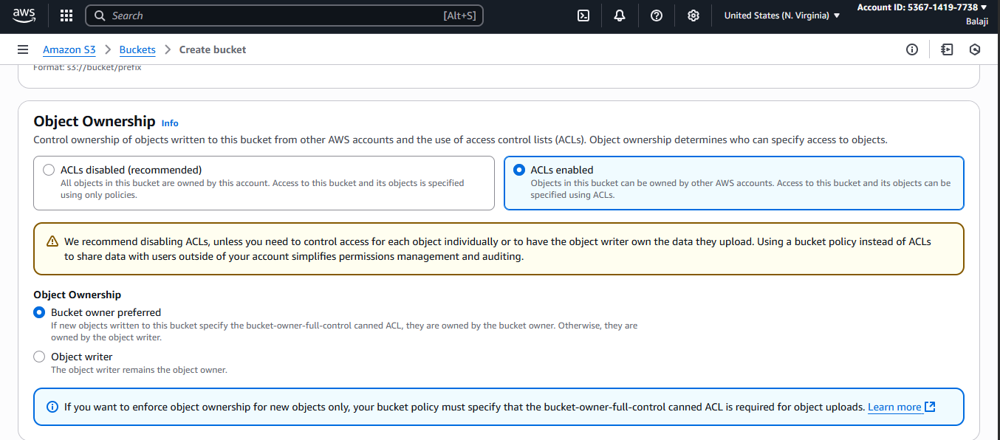 aws
Search
[Alt+S]
United States (N. Virginia)
Account ID: 5367-1419-7738
Balaji
Amazon S3
Buckets
Create bucket
Format: s3://bucket/prefix
Object Ownership Info
Control ownership of objects written to this bucket from other AWS accounts and the use of access control lists (ACLs). Object ownership determines who can specify access to objects.
ACLs disabled (recommended)
All objects in this bucket are owned by this account. Access to this bucket and its objects is specified
using only policies.
ACLs enabled
Objects in this bucket can be owned by other AWS accounts. Access to this bucket and its objects can be
specified using ACLs.
We recommend disabling ACLs, unless you need to control access for each object individually or to have the object writer own the data they upload. Using a bucket policy instead of ACLs
to share data with users outside of your account simplifies permissions management and auditing.
Object Ownership
Bucket owner preferred
If new objects written to this bucket specify the bucket-owner-full-control canned ACL, they are owned by the bucket owner. Otherwise, they are
owned by the object writer.
Object writer
The object writer remains the object owner.
If you want to enforce object ownership for new objects only, your bucket policy must specify that the bucket-owner-full-control canned ACL is required for object uploads. Learn more